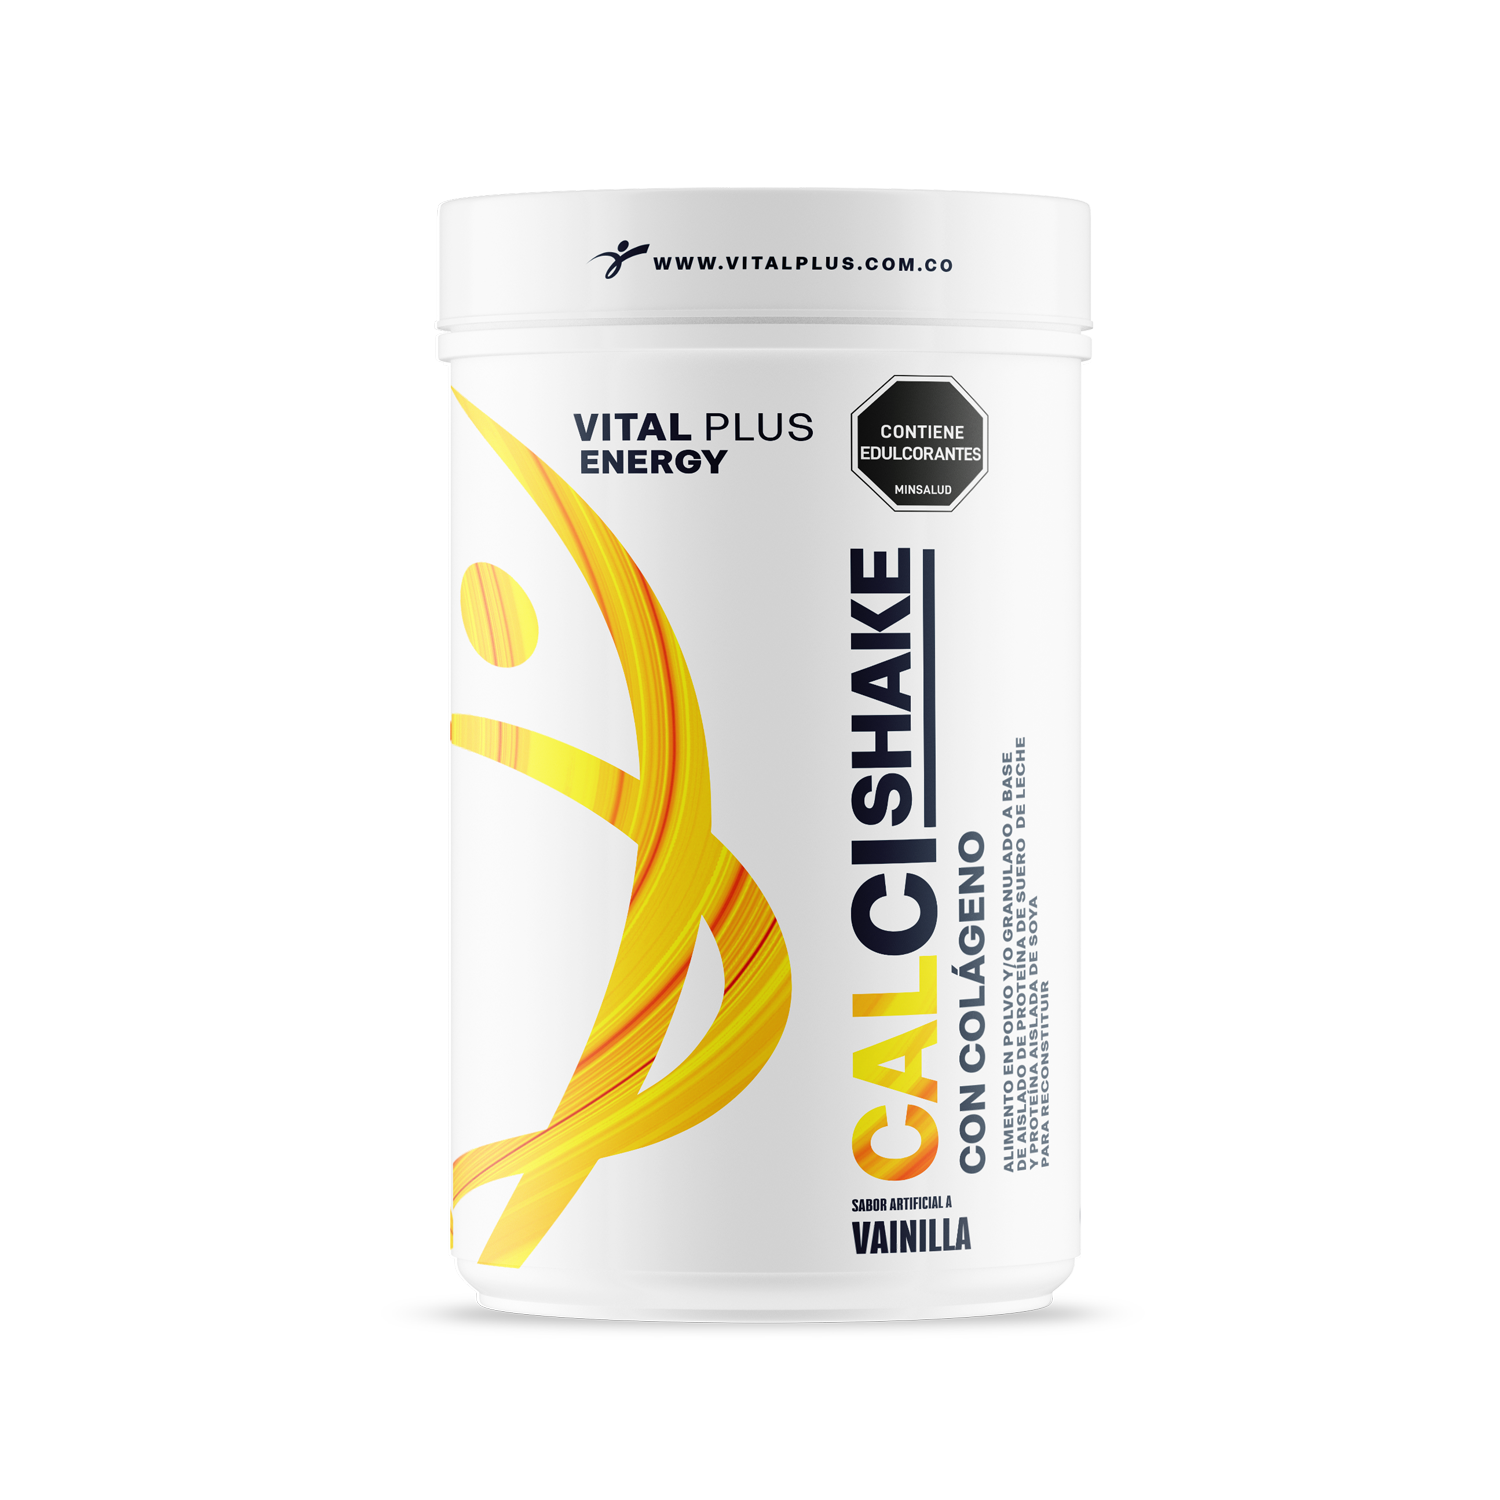 WWW.VITALPLUS.COM.CO
VITAL PLUS
ENERGY
CONTIENE
EDULCORANTES
MINSALUD
CALCISHAKE
CON COLÁGENO
ALIMENTO EN POLVO Y/O GRANULADO A BASE
DE AISLADO DE PROTEÍNA DE SUERO DE LECHE
Y PROTEÍNA AISLADA DE SOYA
PARA RECONSTITUIR
SABOR ARTIFICIAL A
VAINILLA